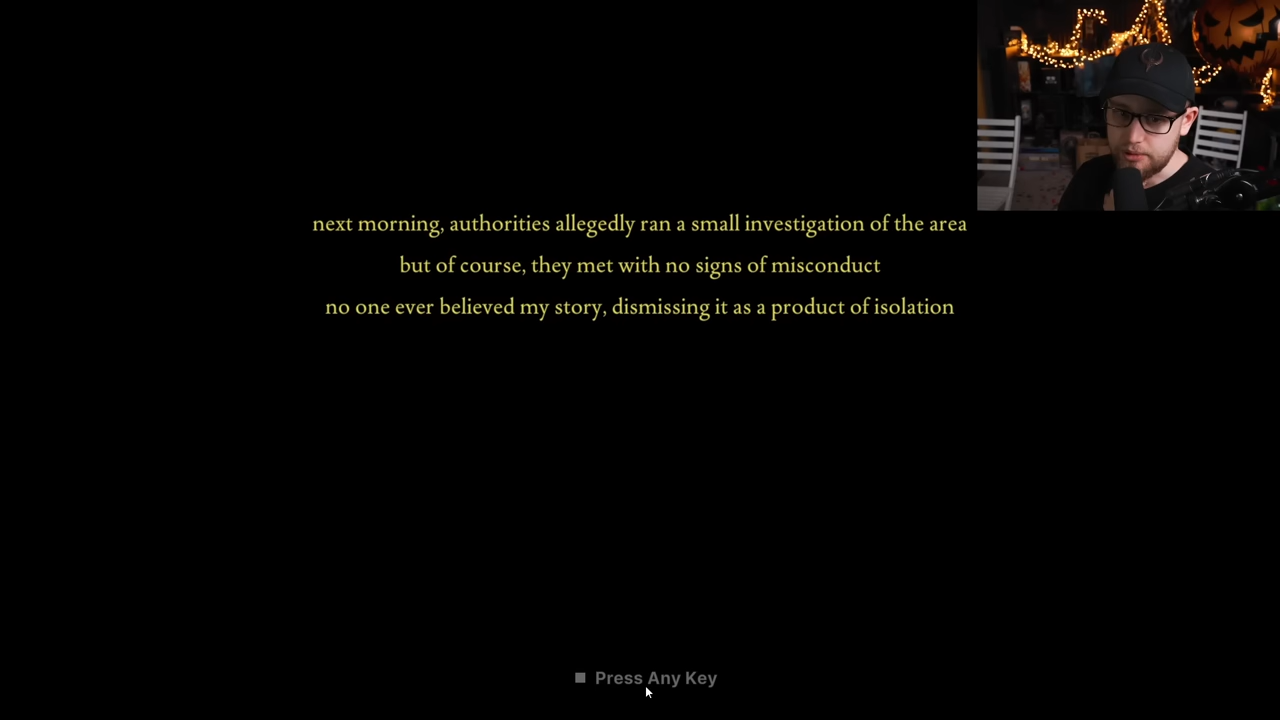 next morning, authorities allegedly ran a small investigation of the area
but of course, they met with no signs of misconduct
no one ever believed my story, dismissing it as a product of isolation
Press Any Key